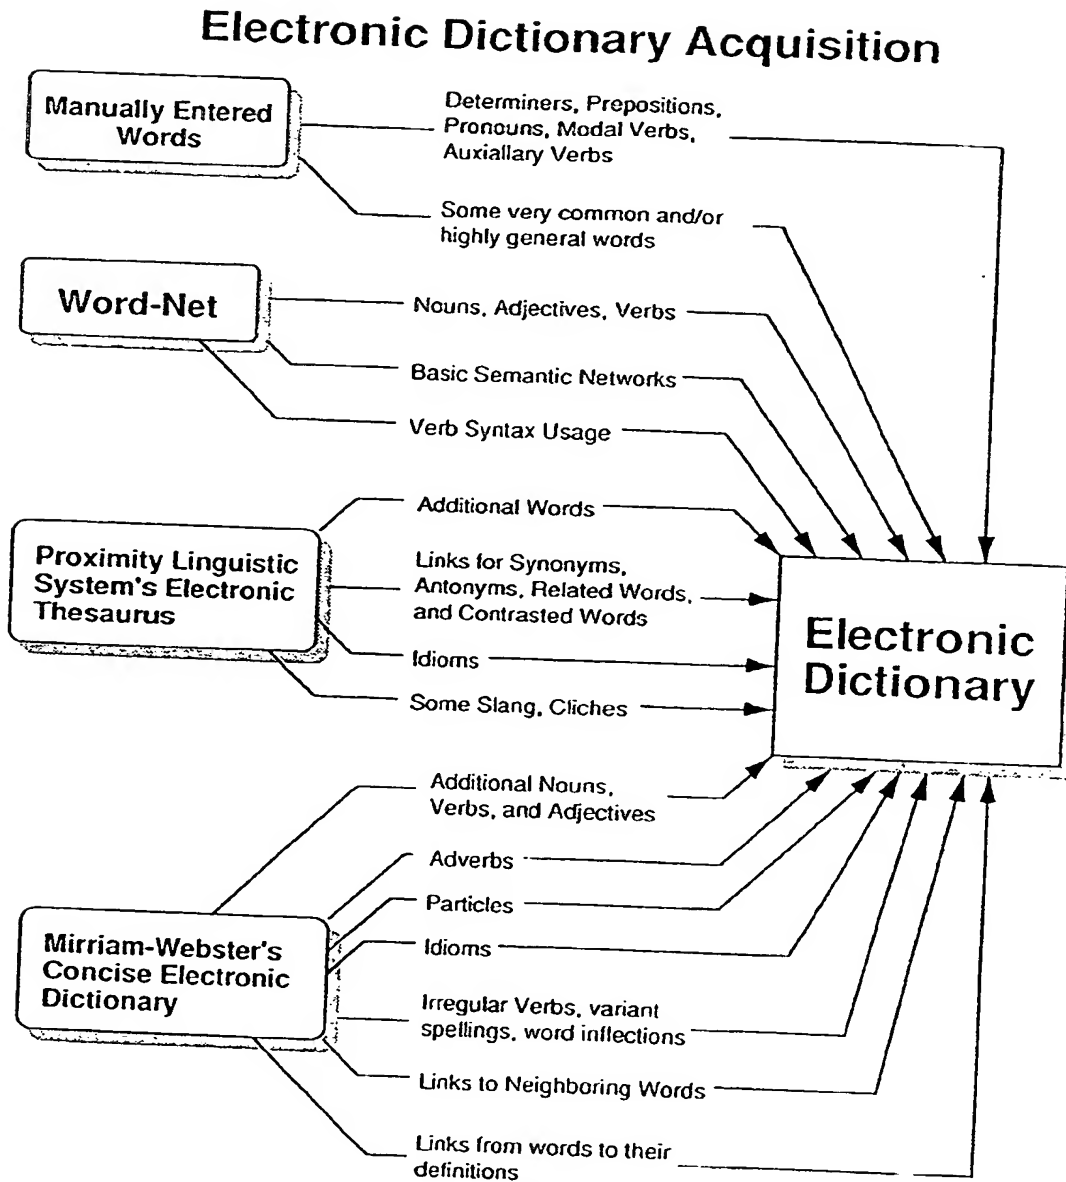 Electronic Dictionary Acquisition
Manually Entered
Words
Determiners, Prepositions,
Pronouns, Modal Verbs,
Auxiallary Verbs
Some very common and/or
highly general words
Word-Net
Nouns, Adjectives, Verbs
Basic Semantic Networks
Verb Syntax Usage
Proximity Linguistic
System's Electronic
Thesaurus
Additional Words
Links for Synonyms,
Antonyms, Related Words,
and Contrasted Words
Idioms
Some Slang, Cliches
Electronic
Dictionary
Mirriam-Webster's
Concise Electronic
Dictionary
Additional Nouns,
Verbs, and Adjectives
Adverbs
Particles
Idioms
Irregular Verbs, variant
spellings, word inflections
Links to Neighboring Words
Links from words to their
definitions